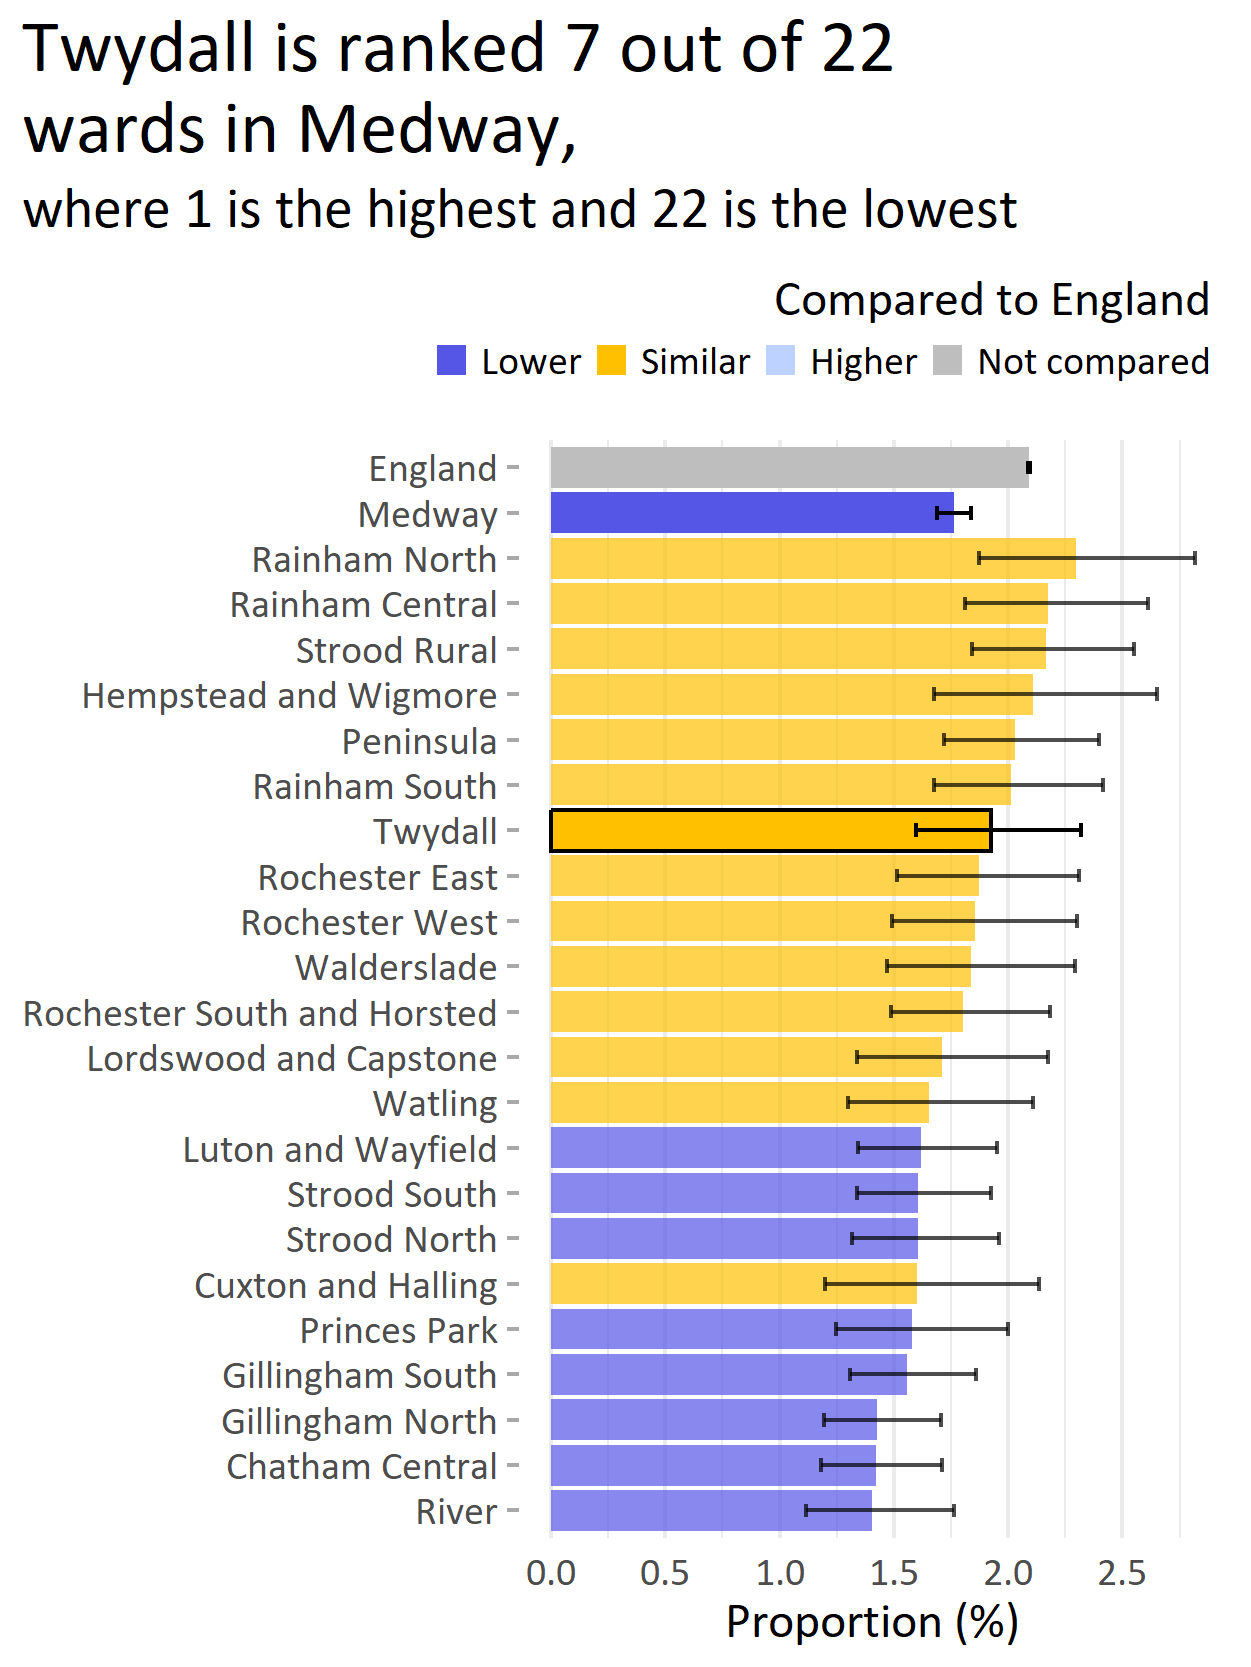 Twydall is ranked 7 out of 22
wards in Medway,
where 1 is the highest and 22 is the lowest
Compared to England
Lower Similar Higher Not compared
England
Medway
Rainham North
Rainham Central
Strood Rural
Hempstead and Wigmore
Peninsula
Rainham South
Twydall
Rochester East
Rochester West
Walderslade
Rochester South and Horsted
Lordswood and Capstone
Watling
Luton and Wayfield
Strood South
Strood North
Cuxton and Halling
Princes Park
Gillingham South
Gillingham North
Chatham Central
River
0.0 0.5 1.0 1.5 2.0 2.5
Proportion (%)